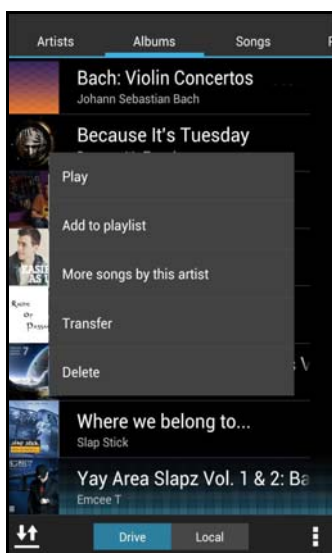 Artists Albums Songs
Bach: Violin Concertos
Johann Sebastian Bach
Because It's Tuesday
Play
Add to playlist
More songs by this artist
Transfer
Delete
Where we belong to...
Slap Stick
Yay Area Slapz Vol. 1 & 2: Ba
Emcee T
Drive Local